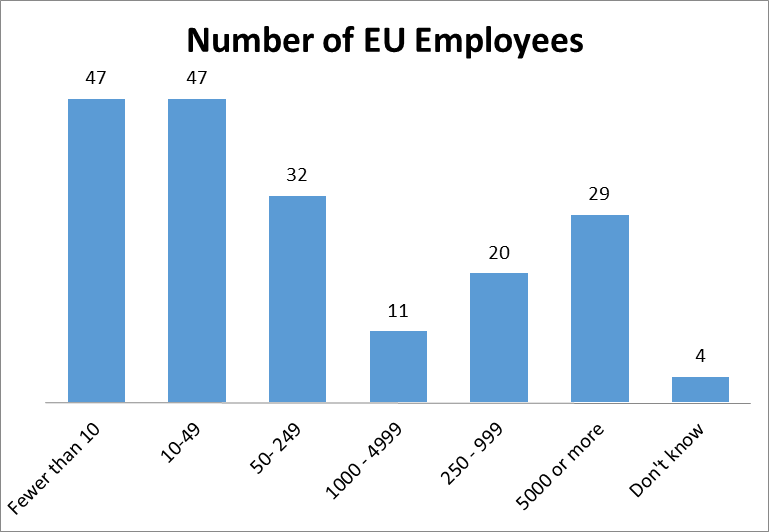 Number of EU Employees
47
47
32
11
20
29
4
Fewer than 10
10-49
50- 249
1000 - 4999
250 - 999
5000 or more
Don't know